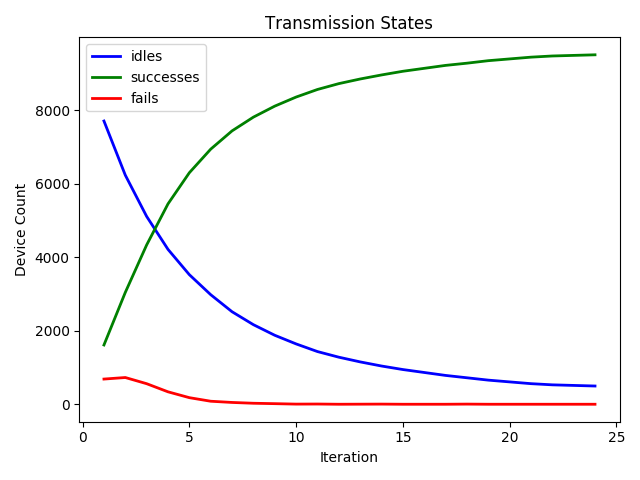 Transmission States
idles
successes
fails
Device Count
8000
6000
4000
2000
0
0 5 10 15 20 25
Iteration